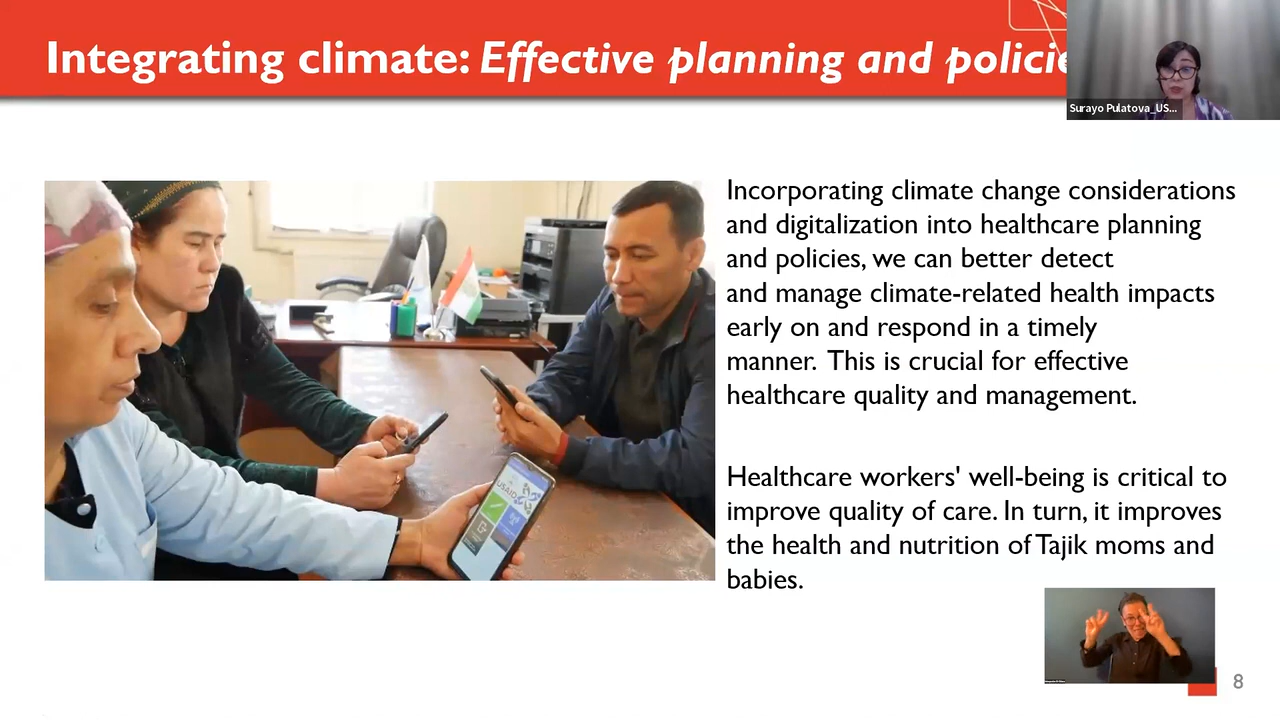 Integrating climate: Effective planning and policie
Surayo Pulatova_US...
Incorporating climate change considerations
and digitalization into healthcare planning
and policies, we can better detect
and manage climate-related health impacts
early on and respond in a timely
manner. This is crucial for effective
healthcare quality and management.
Healthcare workers' well-being is critical to
improve quality of care. In turn, it improves
the health and nutrition of Tajik moms and
babies.
USAID
8